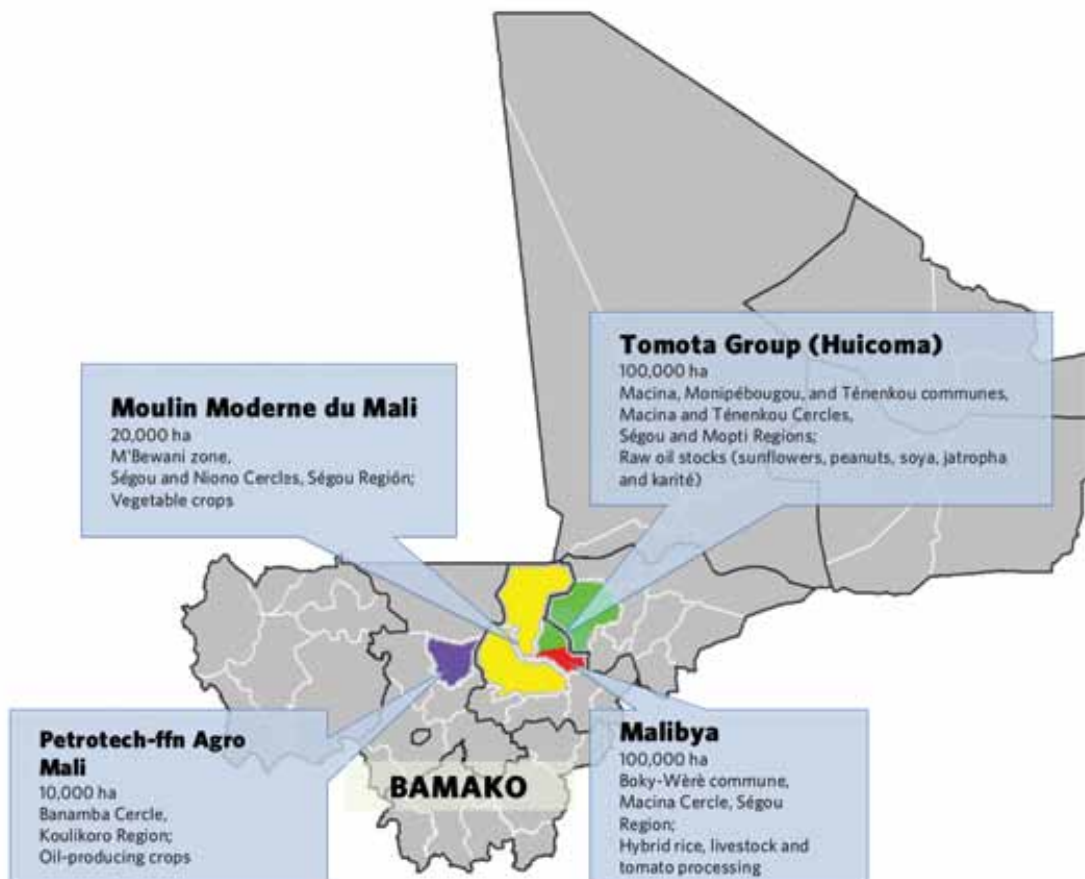 Tomota Group (Huicoma)
100,000 ha
Macina, Monipébougou, and Ténenkou communes,
Macina and Ténenkou Cercles,
Ségou and Mopti Regions;
Raw oil stocks (sunflowers, peanuts, soya, jatropha
and karité)
Moulin Moderne du Mali
20,000 ha
M'Bewani zone,
Ségou and Niono Cercles, Ségou Región;
Vegetable crops
Petrotech-ffn Agro
Mali
10,000 ha
Banamba Cercle,
Koulikoro Region;
Oil-producing crops
BAMAKO
Malibya
100,000 ha
Boky-Wèrè commune,
Macina Cercle, Ségou
Region;
Hybrid rice, livestock and
tomato processing